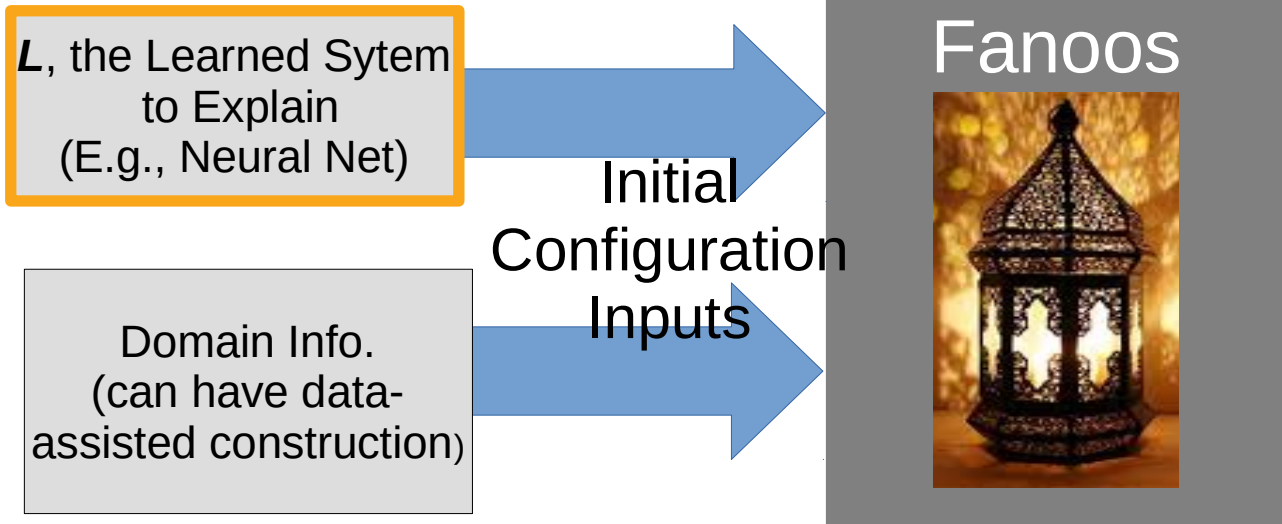 L, the Learned Sytem
to Explain
(E.g., Neural Net)
Initial
Configuration
Inputs
Domain Info.
(can have data-
assisted construction)
Fanoos